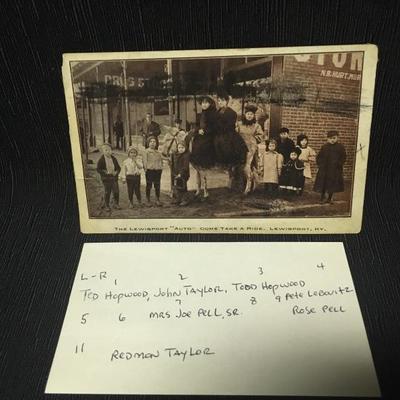 DRUG
STOR
N.B. HURT, MGR
THE LEWISPORT "AUTO" COME TAKE A RIDE. LEWISPORT, KY.
L-R 1 2 3 4
TED HOPWOOD, JOHN TAYLOR, TODD HOPWOOD
5 6 7 8 9 PETE LEBOVITZ
MRS JOE PELL, SR. ROSE PELL
11
REDMON TAYLOR